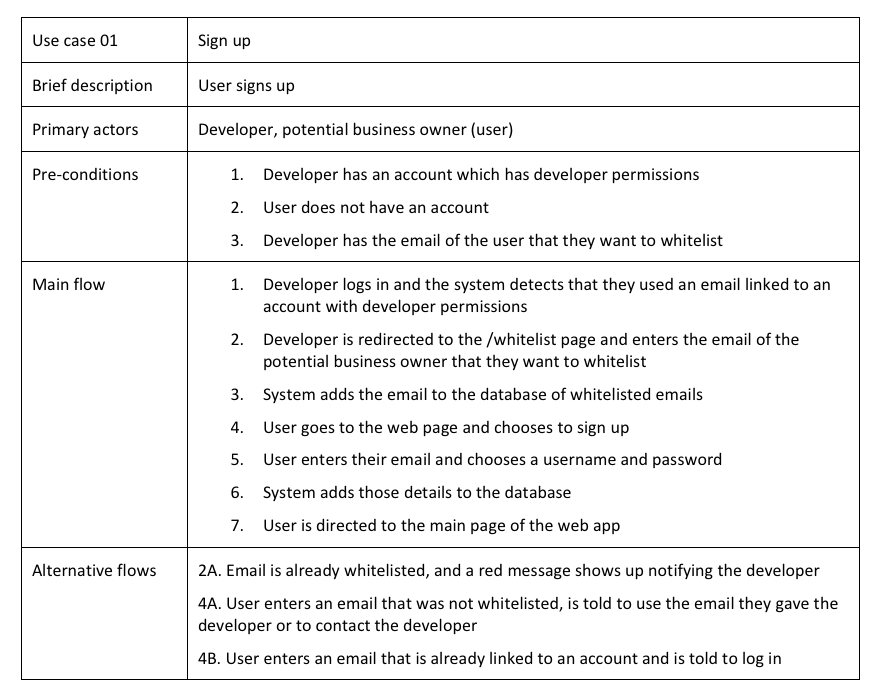 Use case 01
Sign up
Brief description
User signs up
Primary actors
Developer, potential business owner (user)
Pre-conditions
1. Developer has an account which has developer permissions
2. User does not have an account
3. Developer has the email of the user that they want to whitelist
Main flow
1. Developer logs in and the system detects that they used an email linked to an
account with developer permissions
2. Developer is redirected to the /whitelist page and enters the email of the
potential business owner that they want to whitelist
3. System adds the email to the database of whitelisted emails
4. User goes to the web page and chooses to sign up
5. User enters their email and chooses a username and password
6. System adds those details to the database
7. User is directed to the main page of the web app
Alternative flows
2A. Email is already whitelisted, and a red message shows up notifying the developer
4A. User enters an email that was not whitelisted, is told to use the email they gave the
developer or to contact the developer
4B. User enters an email that is already linked to an account and is told to log in